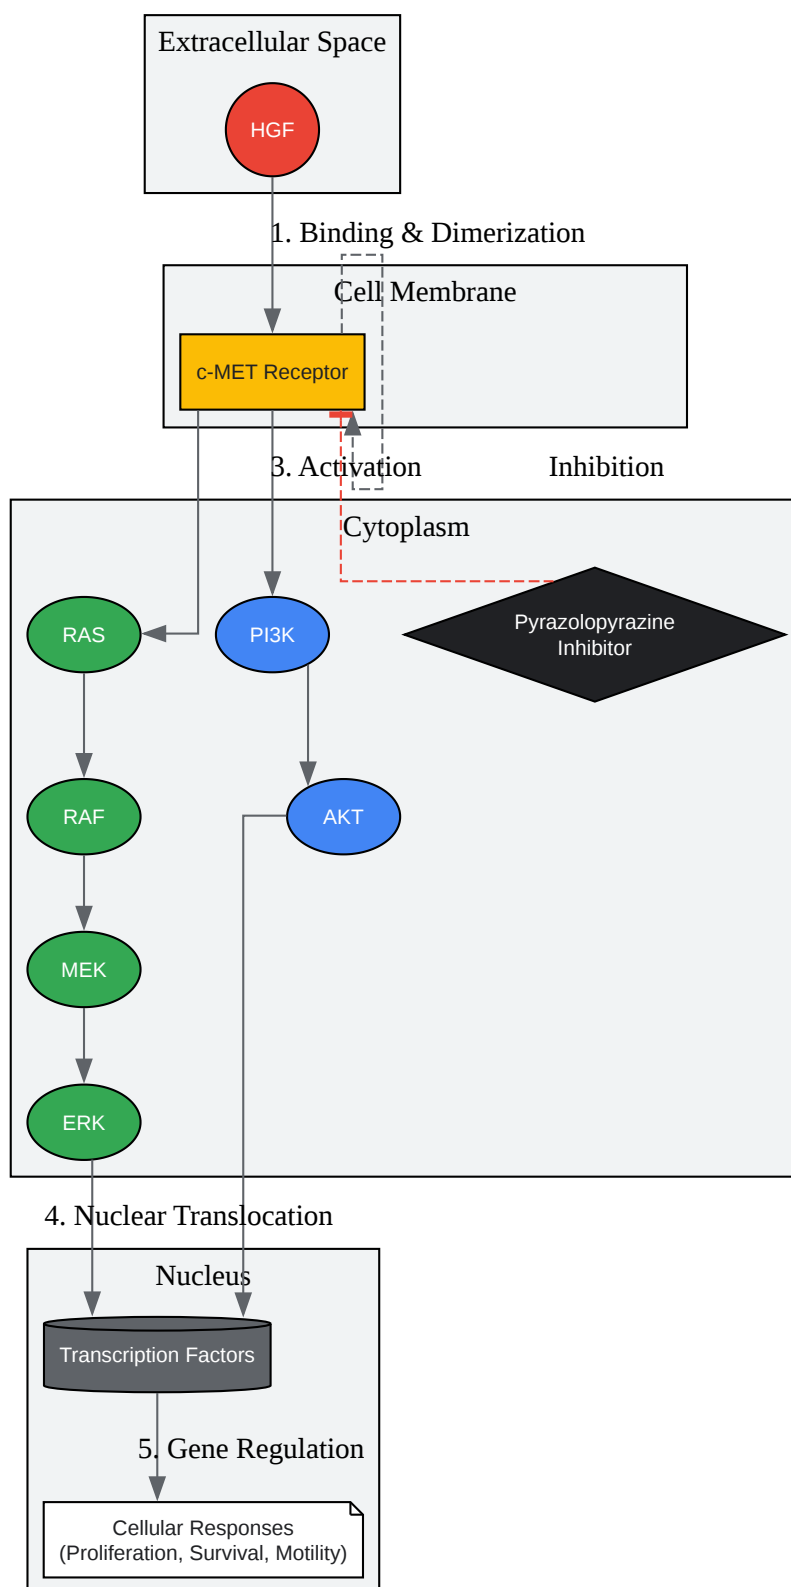 Extracellular Space
HGF
1. Binding & Dimerization
Cell Membrane
c-MET Receptor
3. Activation
Inhibition
Cytoplasm
RAS
PI3K
Pyrazolopyrazine
Inhibitor
RAF
AKT
MEK
ERK
4. Nuclear Translocation
Nucleus
Transcription Factors
5. Gene Regulation
Cellular Responses
(Proliferation, Survival, Motility)